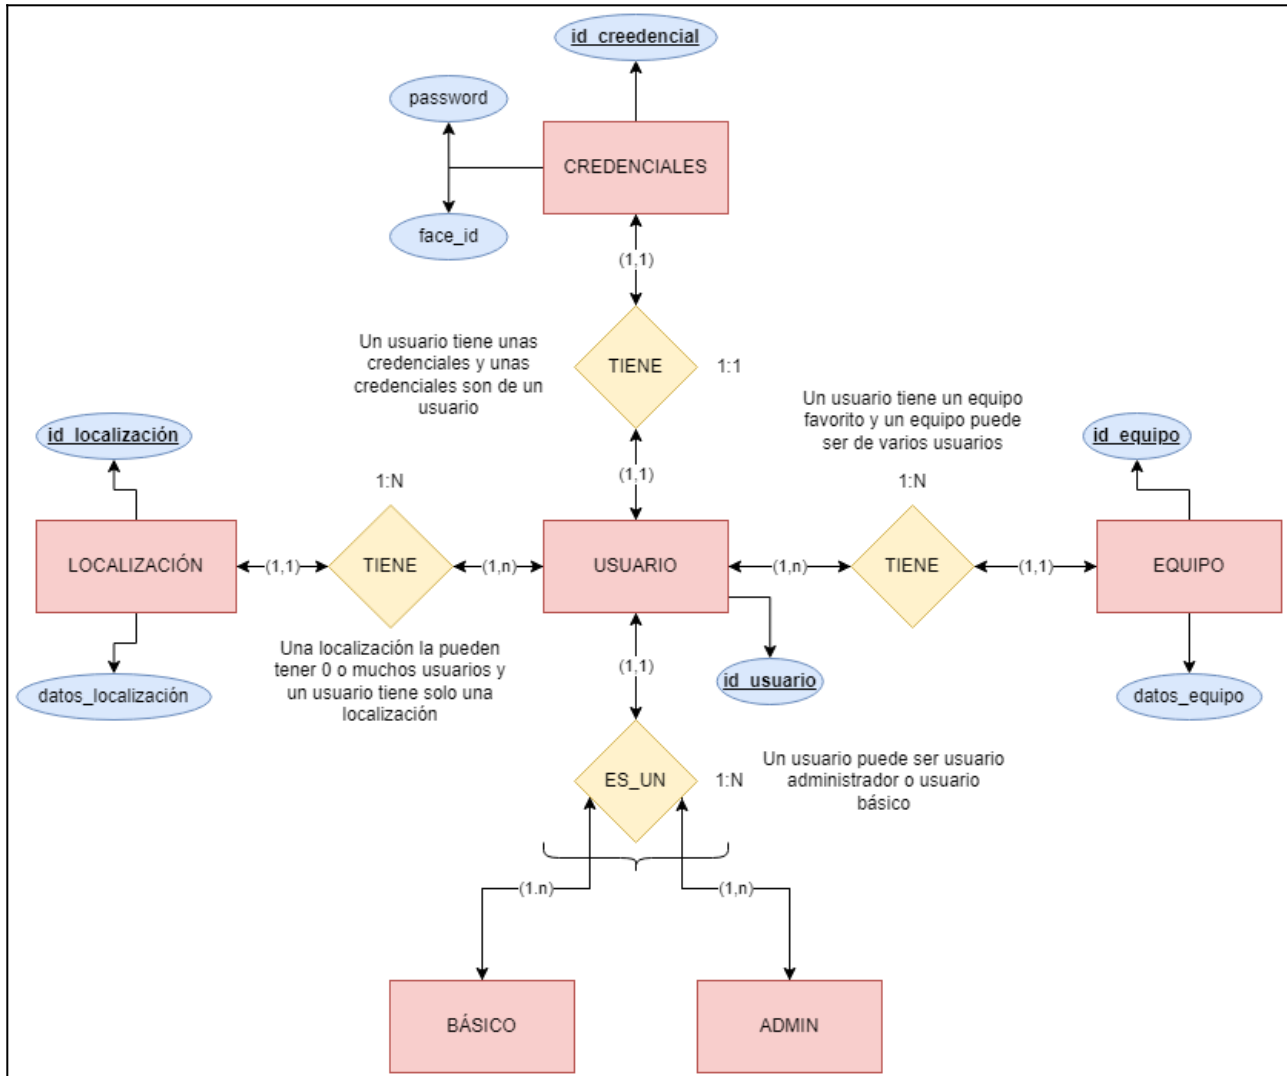 id_creedencial
password
CREDENCIALES
face_id
(1,1)
Un usuario tiene unas
credenciales y unas
credenciales son de un
usuario
TIENE
1:1
Un usuario tiene un equipo
favorito y un equipo puede
ser de varios usuarios
id_localización
id_equipo
(1,1)
1:N
1:N
LOCALIZACIÓN
(1,1)
TIENE
(1,n)
USUARIO
(1,n)
TIENE
(1,1)
EQUIPO
Una localización la pueden
tener 0 o muchos usuarios y
un usuario tiene solo una
localización
(1,1)
id_usuario
datos_localización
datos_equipo
ES_UN
1:N
Un usuario puede ser usuario
administrador o usuario
básico
(1.n)
(1,n)
BÁSICO
ADMIN